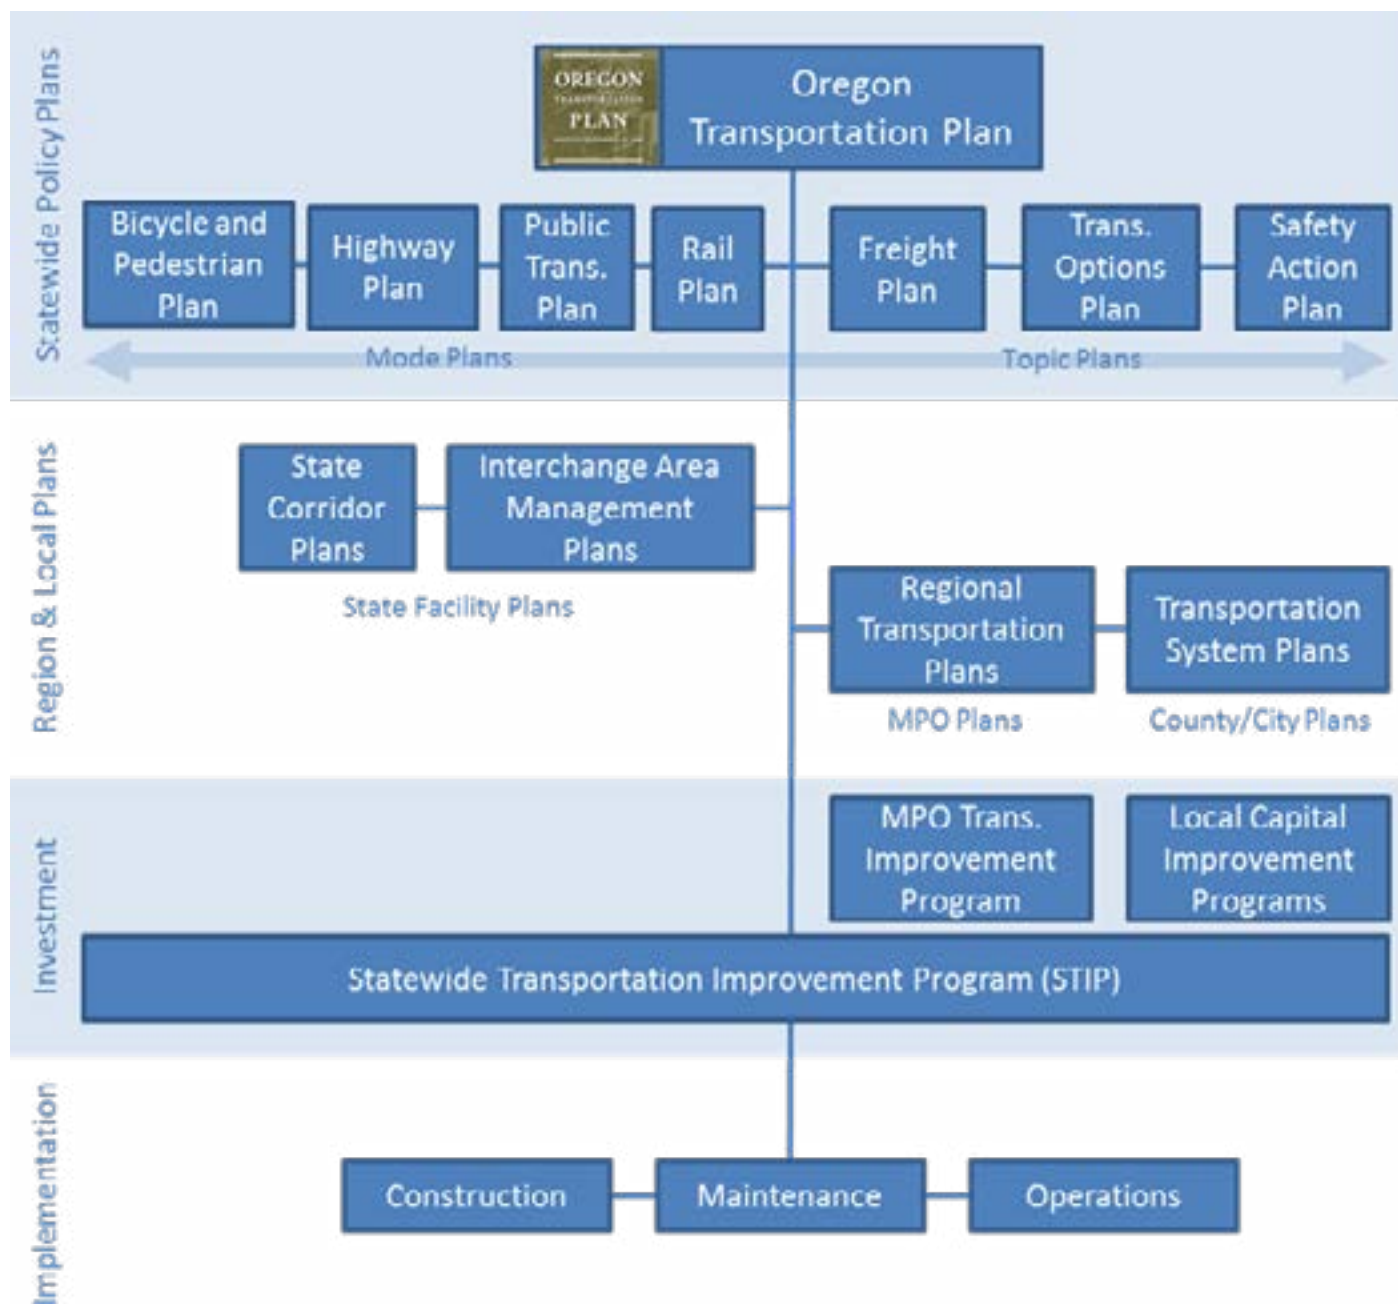 Statewide Policy Plans
OREGON
TRANSPORTATION
PLAN
Oregon
Transportation Plan
Bicycle and
Pedestrian
Plan
Highway
Plan
Public
Trans.
Plan
Rail
Plan
Freight
Plan
Trans.
Options
Plan
Safety
Action
Plan
Mode Plans
Topic Plans
Region & Local Plans
State
Corridor
Plans
Interchange Area
Management
Plans
State Facility Plans
Regional
Transportation
Plans
Transportation
System Plans
MPO Plans
County/City Plans
Investment
MPO Trans.
Improvement
Program
Local Capital
Improvement
Programs
Statewide Transportation Improvement Program (STIP)
Implementation
Construction
Maintenance
Operations